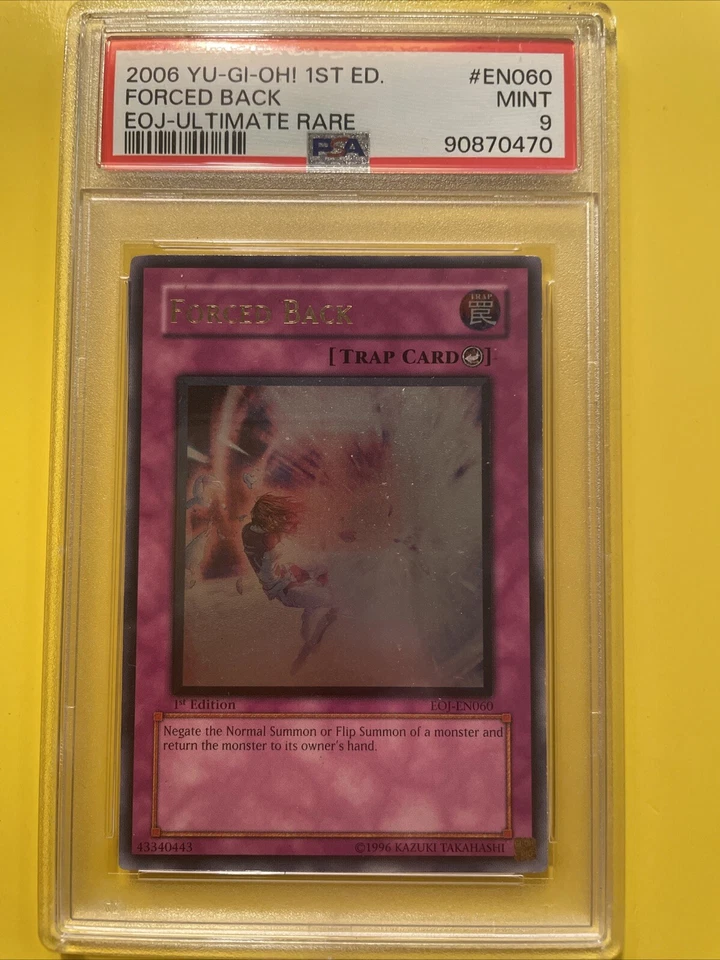 2006 YU-GI-OH! 1ST ED. #EN060
FORCED BACK MINT
EOJ-ULTIMATE RARE 9
PSA 90870470
FORCED BACK
TRAP
罠
[TRAP CARD]
1st Edition EOJ-EN060
Negate the Normal Summon or Flip Summon of a monster and
return the monster to its owner's hand.
43340443 ©1996 KAZUKI TAKAHASHI